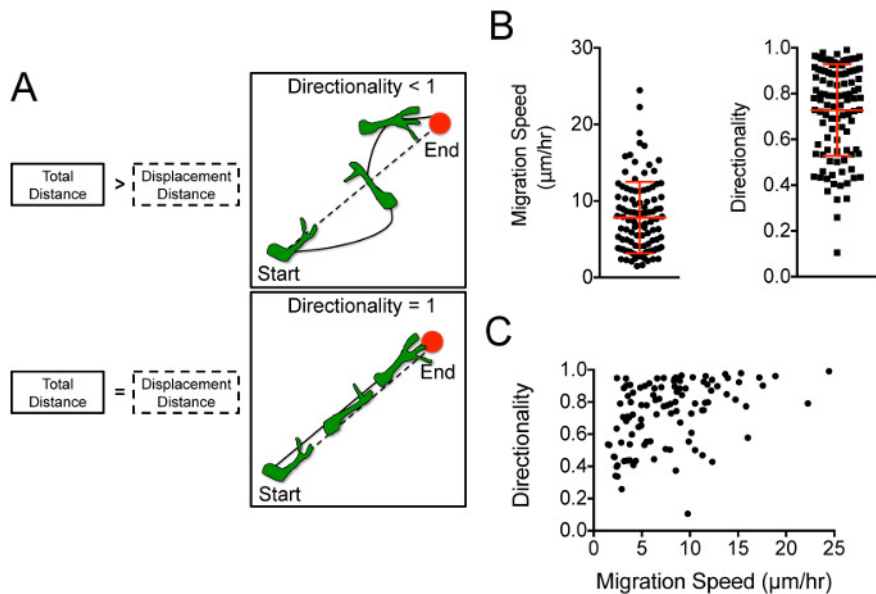 A
Total
Distance
>
Displacement
Distance
Directionality < 1
Start
End
Total
Distance
=
Displacement
Distance
Directionality = 1
Start
End
B
Migration Speed
(µm/hr)
30
20
10
0
Directionality
1.0
0.8
0.6
0.4
0.2
0.0
C
Directionality
1.0
0.8
0.6
0.4
0.2
0.0
0 5 10 15 20 25
Migration Speed (µm/hr)